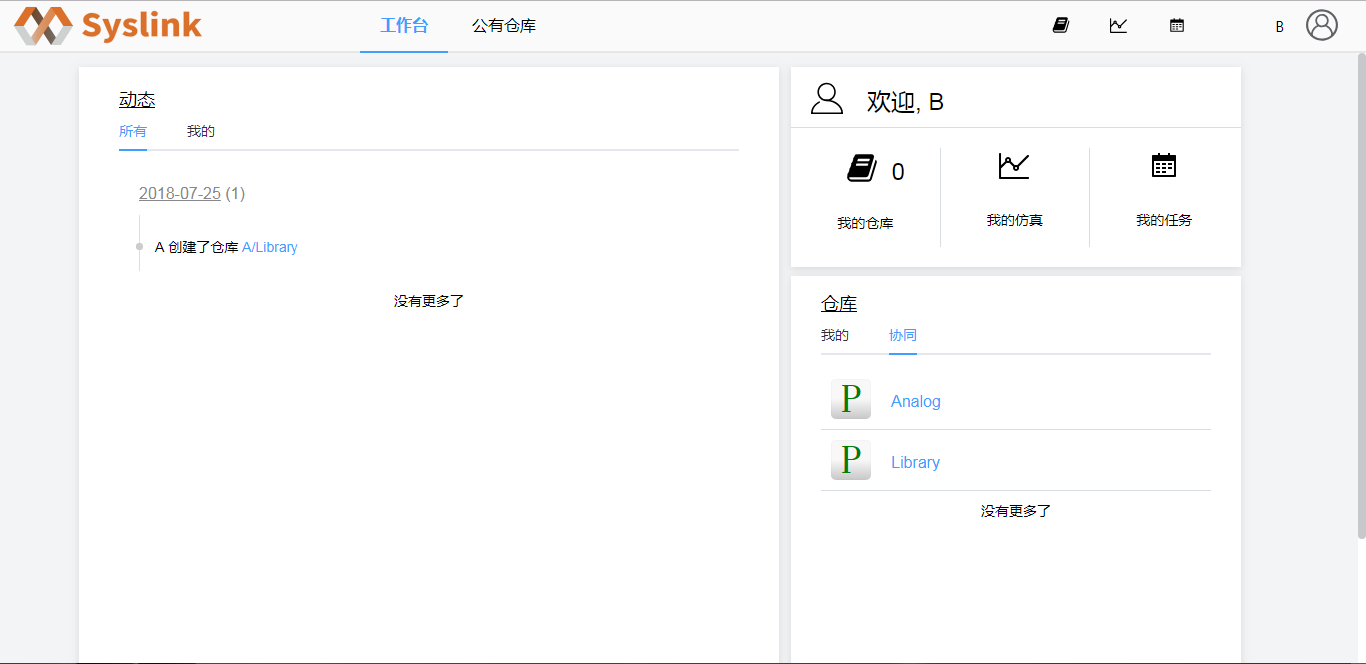 Syslink 工作台 公有仓库 B
动态
所有 我的
2018-07-25 (1)
A 创建了仓库 A/Library
没有更多了
欢迎, B
0
我的仓库 我的仿真 我的任务
仓库
我的 协同
P Analog
P Library
没有更多了